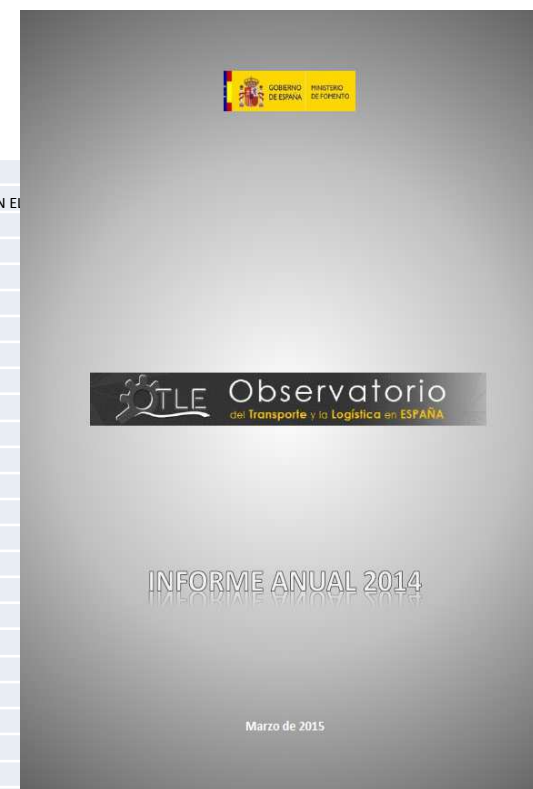 GOBIERNO DE ESPAÑA
MINISTERIO DE FOMENTO
N EL
OTLE Observatorio
del Transporte y la Logística en ESPAÑA
INFORME ANUAL 2014
Marzo de 2015